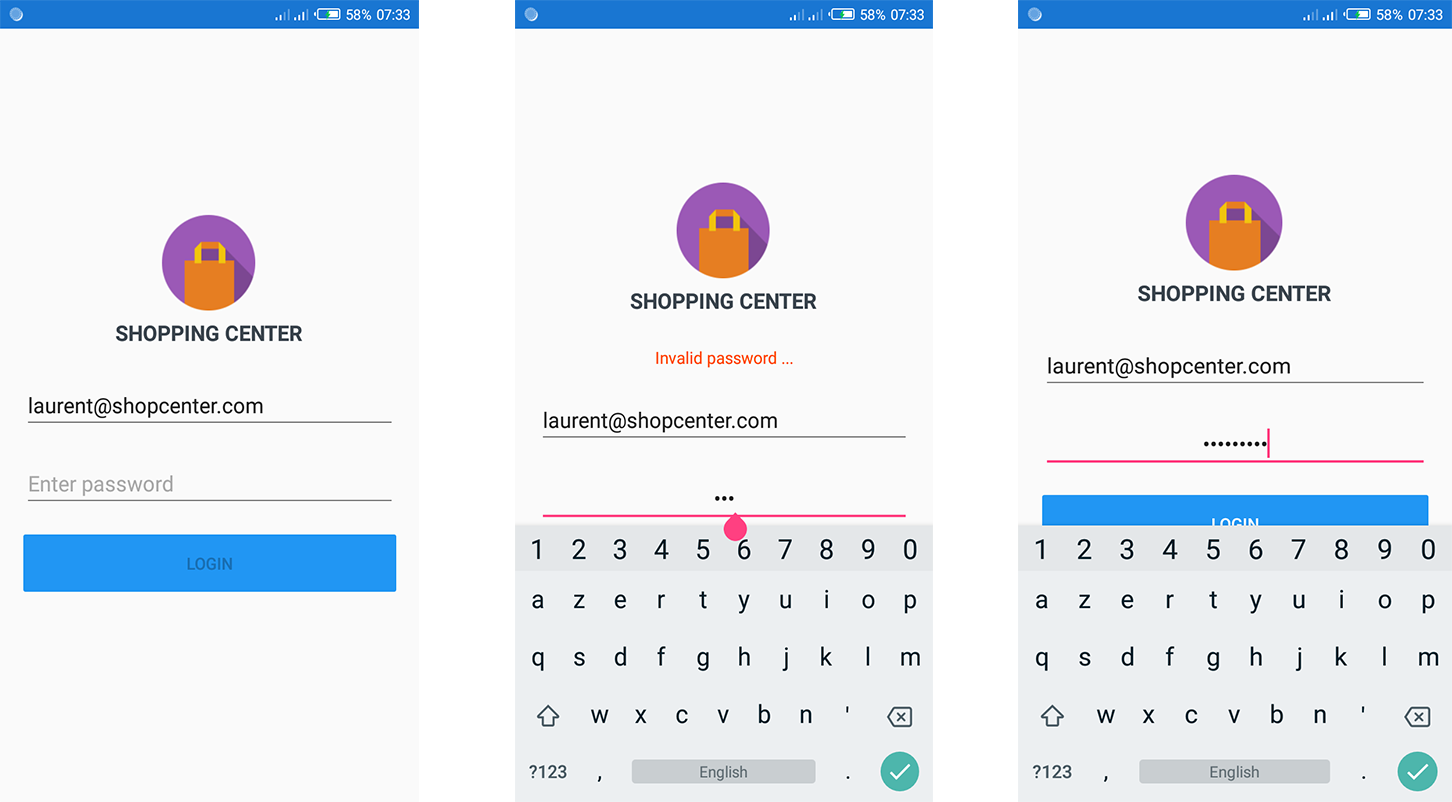 58% 07:33
SHOPPING CENTER
laurent@shopcenter.com
Enter password
LOGIN
58% 07:33
SHOPPING CENTER
Invalid password ...
laurent@shopcenter.com
•••
1 2 3 4 5 6 7 8 9 0
a z e r t y u i o p
q s d f g h j k l m
w x c v b n '
?123 , English .
58% 07:33
SHOPPING CENTER
laurent@shopcenter.com
•••••••••
LOGIN
1 2 3 4 5 6 7 8 9 0
a z e r t y u i o p
q s d f g h j k l m
w x c v b n '
?123 , English .